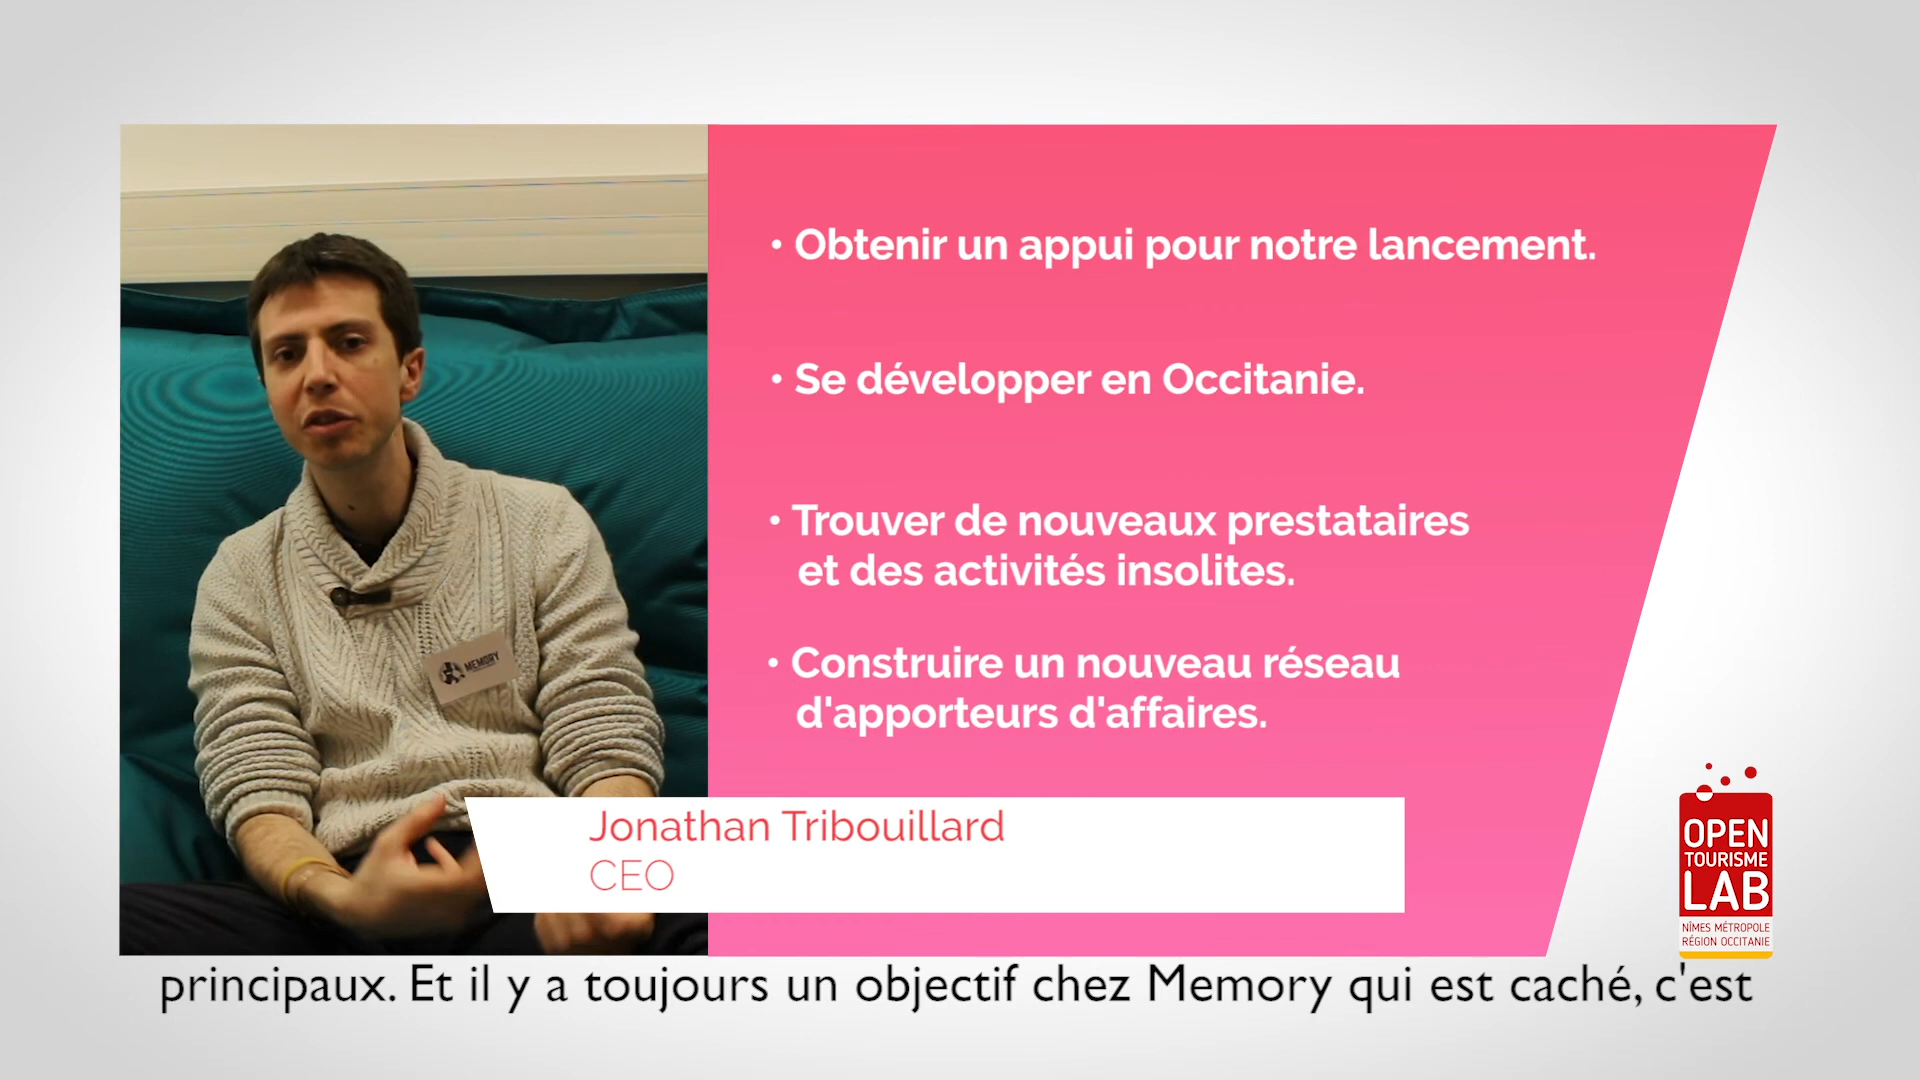 • Obtenir un appui pour notre lancement.
• Se développer en Occitanie.
• Trouver de nouveaux prestataires
et des activités insolites.
• Construire un nouveau réseau
d'apporteurs d'affaires.
MEMORY
Jonathan Tribouillard
CEO
OPEN
TOURISME
LAB
NÎMES MÉTROPOLE
RÉGION OCCITANIE
principaux. Et il y a toujours un objectif chez Memory qui est caché, c'est